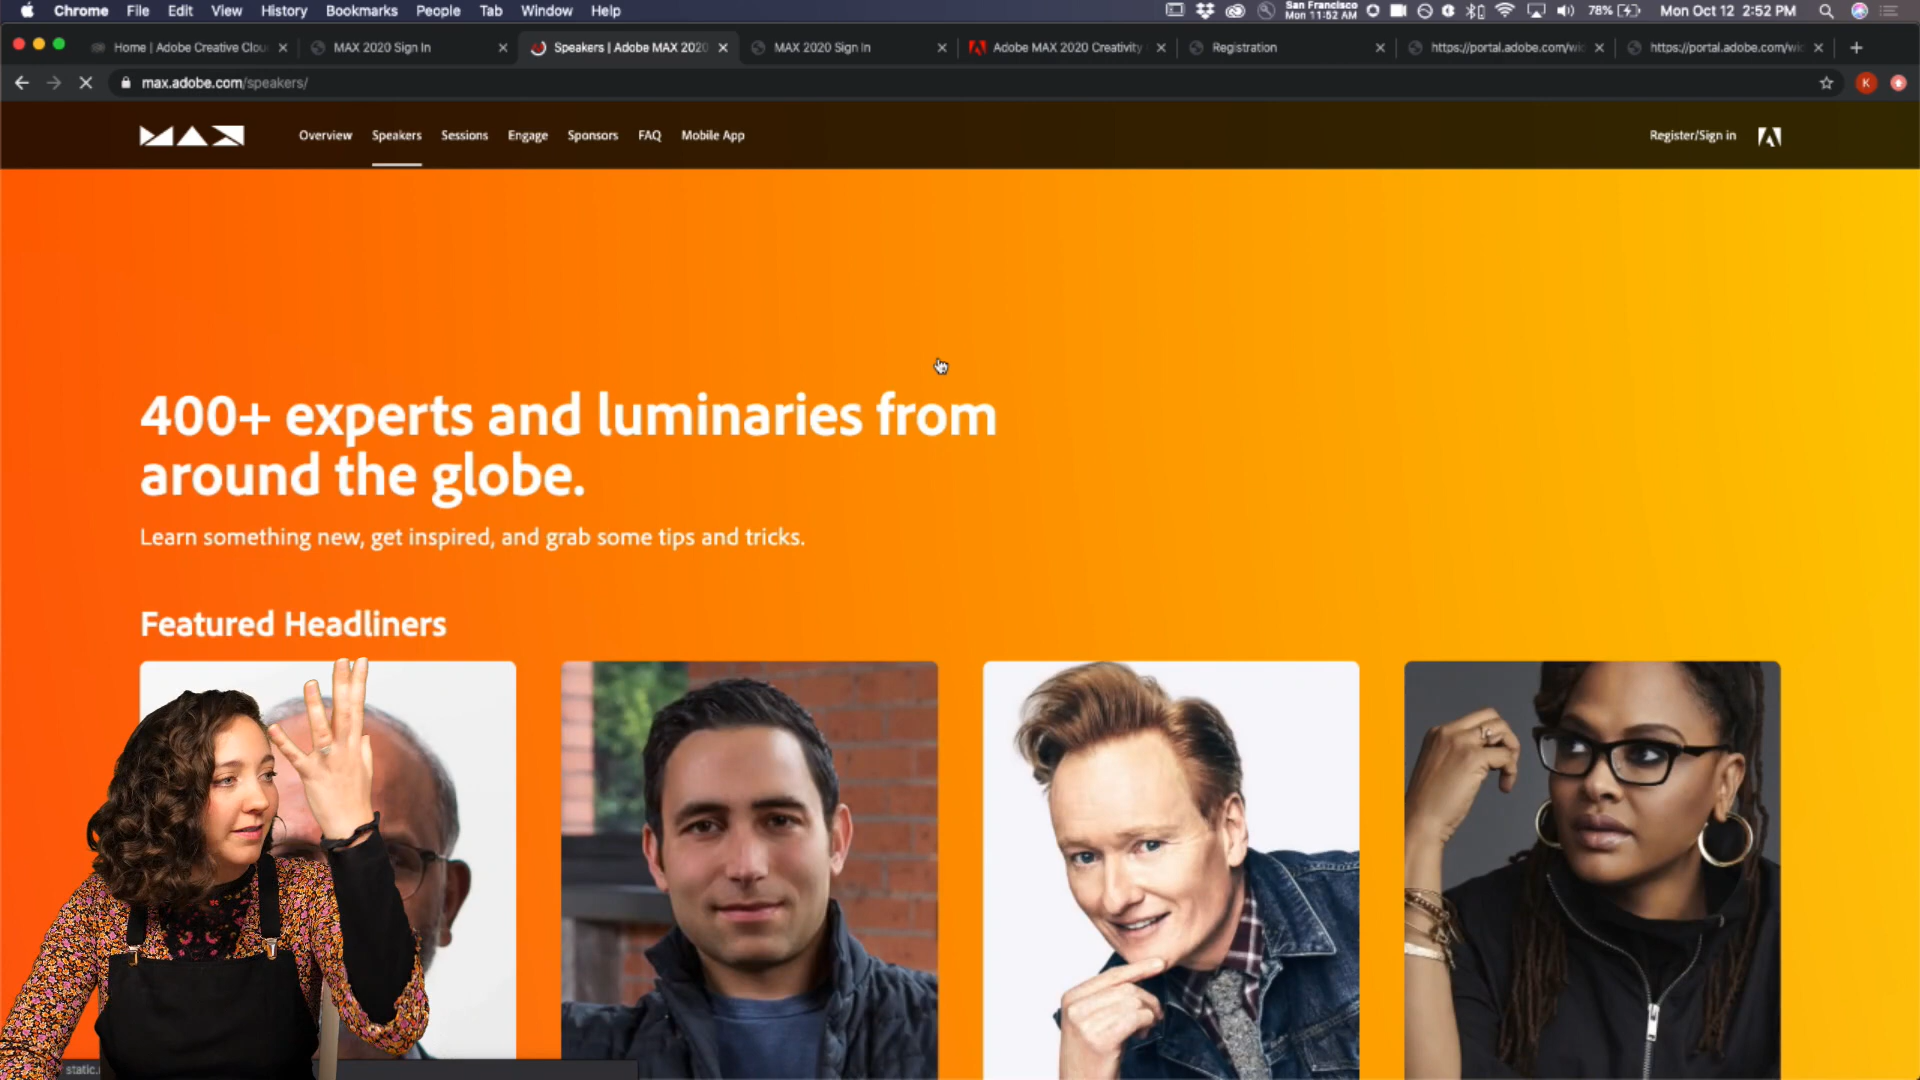 Chrome File Edit View History Bookmarks People Tab Window Help
San Francisco
Mon 11:52 AM
78% Mon Oct 12 2:52 PM
Home | Adobe Creative Clou
MAX 2020 Sign In
Speakers | Adobe MAX 2020
MAX 2020 Sign In
Adobe MAX 2020 Creativity
Registration
https://portal.adobe.com/wi
https://portal.adobe.com/wi
max.adobe.com/speakers/
K
MAX
Overview Speakers Sessions Engage Sponsors FAQ Mobile App
Register/Sign in
400+ experts and luminaries from
around the globe.
Learn something new, get inspired, and grab some tips and tricks.
Featured Headliners
static.